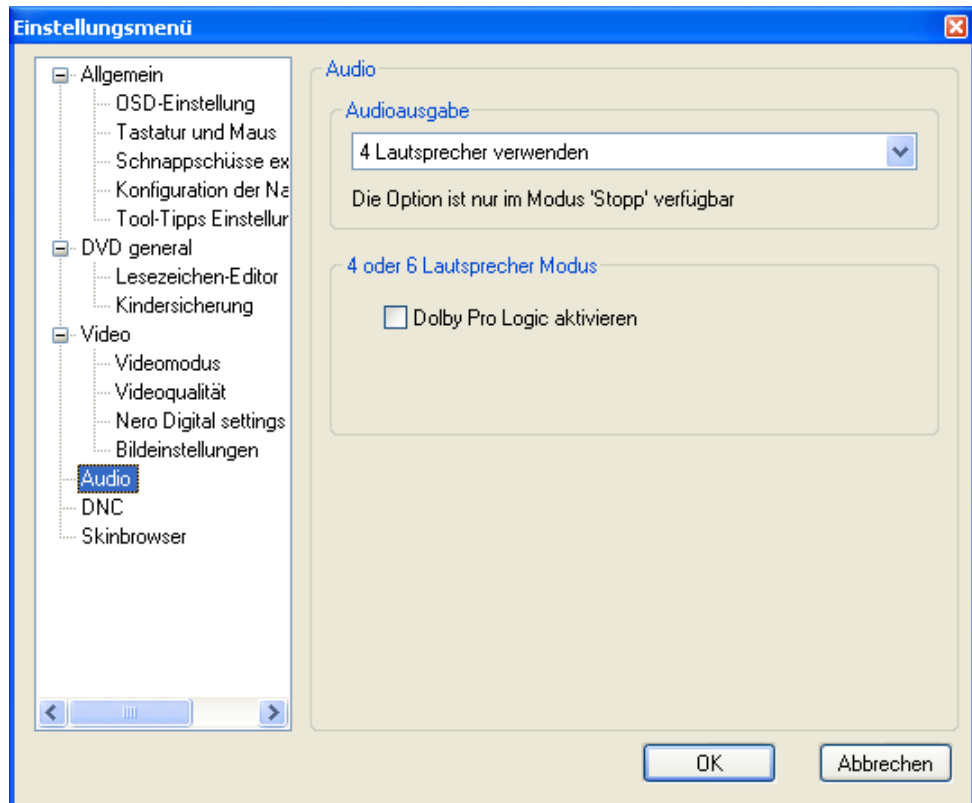 Einstellungsmenü
Allgemein
OSD-Einstellung
Tastatur und Maus
Schnappschüsse ex
Konfiguration der Na
Tool-Tipps Einstellur
DVD general
Lesezeichen-Editor
Kindersicherung
Video
Videomodus
Videoqualität
Nero Digital settings
Bildeinstellungen
Audio
DNC
Skinbrowser
Audio
Audioausgabe
4 Lautsprecher verwenden
Die Option ist nur im Modus 'Stopp' verfügbar
4 oder 6 Lautsprecher Modus
Dolby Pro Logic aktivieren
OK
Abbrechen